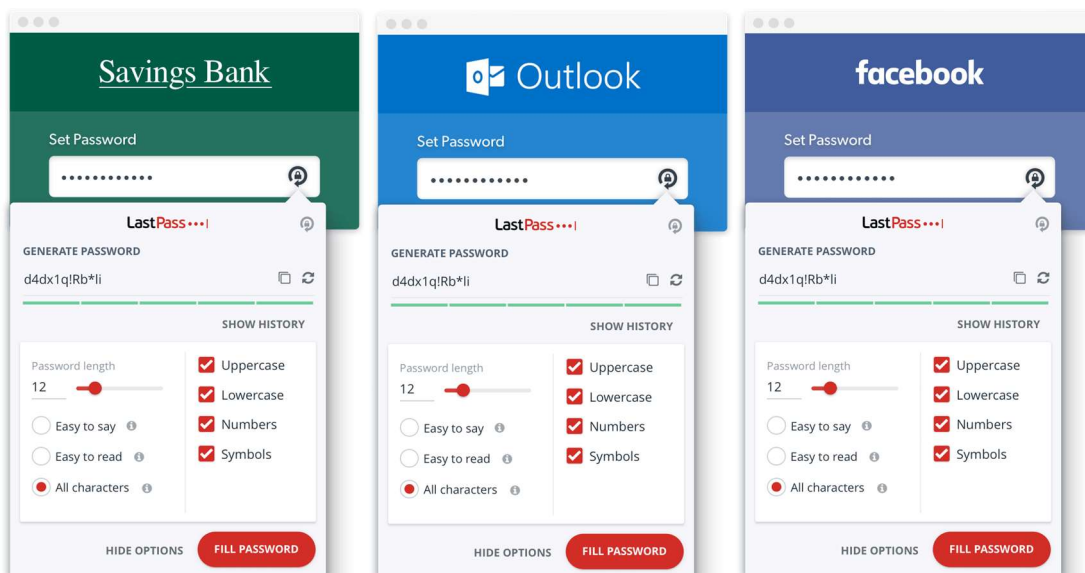 Savings Bank
Set Password
••••••••••••
LastPass•••|
GENERATE PASSWORD
d4dx1q!Rb*li
SHOW HISTORY
Password length
12
Easy to say
Easy to read
All characters
Uppercase
Lowercase
Numbers
Symbols
HIDE OPTIONS
FILL PASSWORD
Outlook
Set Password
••••••••••••
LastPass•••|
GENERATE PASSWORD
d4dx1q!Rb*li
SHOW HISTORY
Password length
12
Easy to say
Easy to read
All characters
Uppercase
Lowercase
Numbers
Symbols
HIDE OPTIONS
FILL PASSWORD
facebook
Set Password
••••••••••••
LastPass•••|
GENERATE PASSWORD
d4dx1q!Rb*li
SHOW HISTORY
Password length
12
Easy to say
Easy to read
All characters
Uppercase
Lowercase
Numbers
Symbols
HIDE OPTIONS
FILL PASSWORD